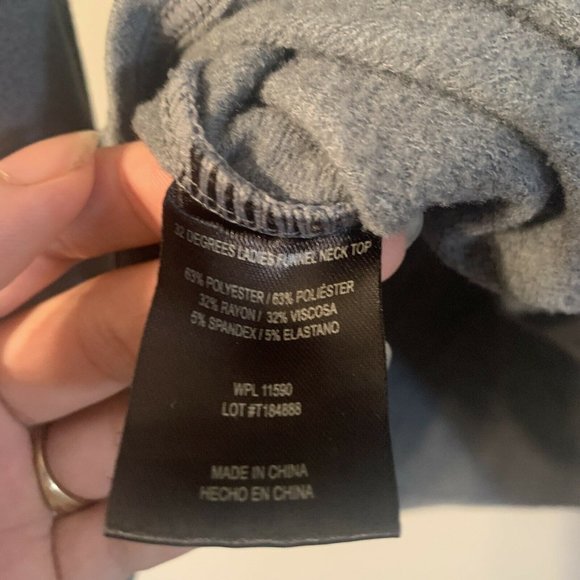 32 DEGREES LADIES FUNNEL NECK TOP
63% POLYESTER / 63% POLIÉSTER
32% RAYON / 32% VISCOSA
5% SPANDEX / 5% ELASTANO
WPL 11590
LOT #T184888
MADE IN CHINA
HECHO EN CHINA